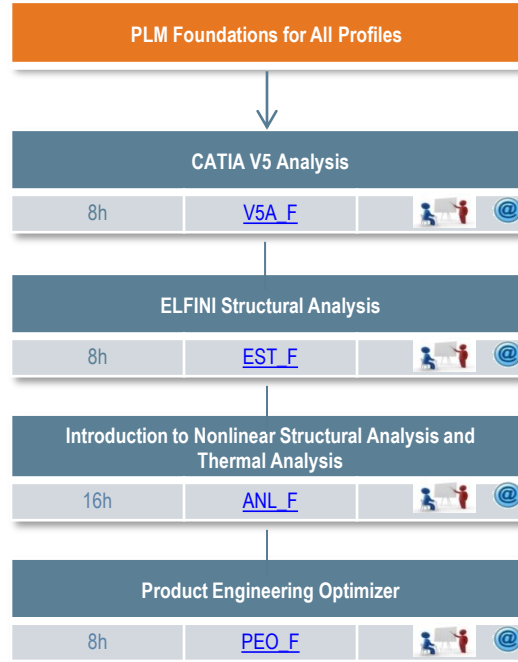 PLM Foundations for All Profiles
CATIA V5 Analysis
8h V5A_F @
ELFINI Structural Analysis
8h EST_F @
Introduction to Nonlinear Structural Analysis and
Thermal Analysis
16h ANL_F @
Product Engineering Optimizer
8h PEO_F @